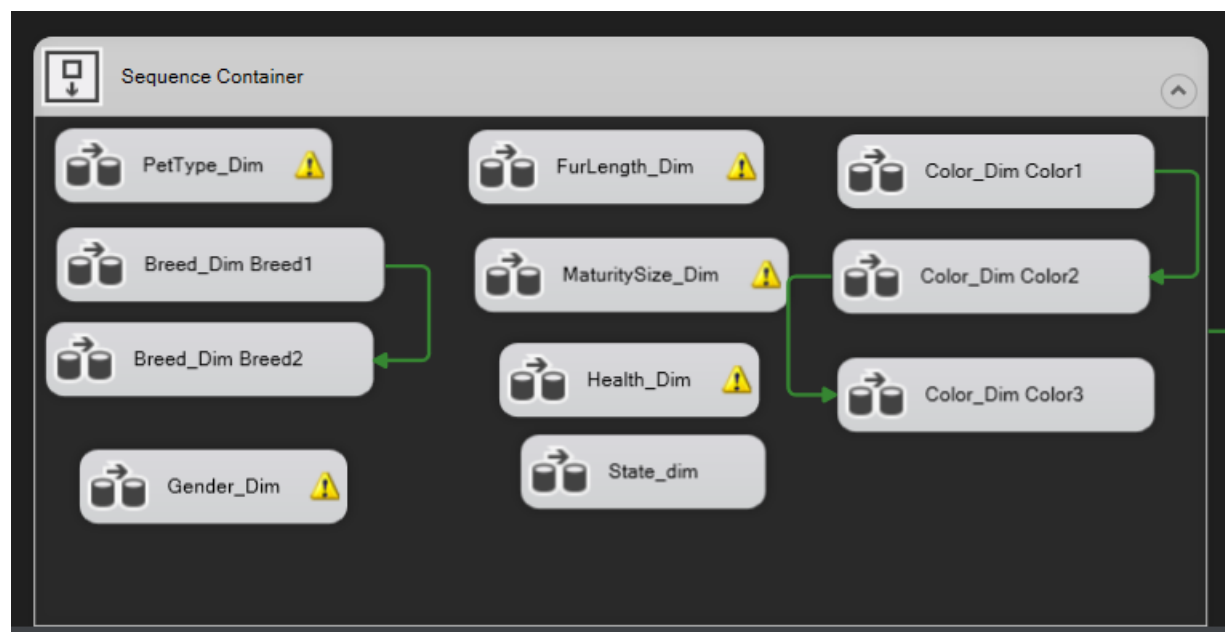 Sequence Container
PetType_Dim
Breed_Dim Breed1
Breed_Dim Breed2
Gender_Dim
FurLength_Dim
MaturitySize_Dim
Health_Dim
State_dim
Color_Dim Color1
Color_Dim Color2
Color_Dim Color3